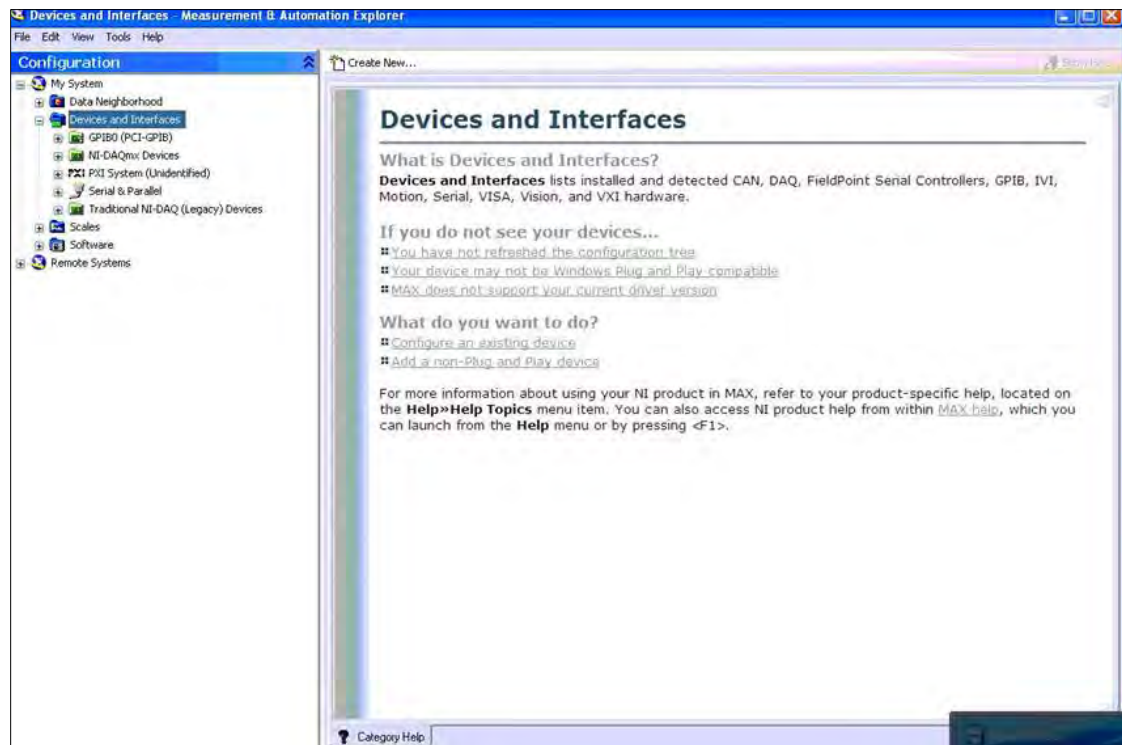 Devices and Interfaces - Measurement & Automation Explorer
File Edit View Tools Help
Configuration
My System
Data Neighborhood
Devices and Interfaces
GPIB0 (PCI-GPIB)
NI-DAQmx Devices
PXI PXI System (Unidentified)
Serial & Parallel
Traditional NI-DAQ (Legacy) Devices
Scales
Software
Remote Systems
Create New...
Devices and Interfaces
What is Devices and Interfaces?
Devices and Interfaces lists installed and detected CAN, DAQ, FieldPoint Serial Controllers, GPIB, IVI,
Motion, Serial, VISA, Vision, and VXI hardware.
If you do not see your devices...
You have not refreshed the configuration tree
Your device may not be Windows Plug and Play compatible
MAX does not support your current driver version
What do you want to do?
Configure an existing device
Add a non-Plug and Play device
For more information about using your NI product in MAX, refer to your product-specific help, located on
the Help»Help Topics menu item. You can also access NI product help from within MAX help, which you
can launch from the Help menu or by pressing <F1>.
? Category Help